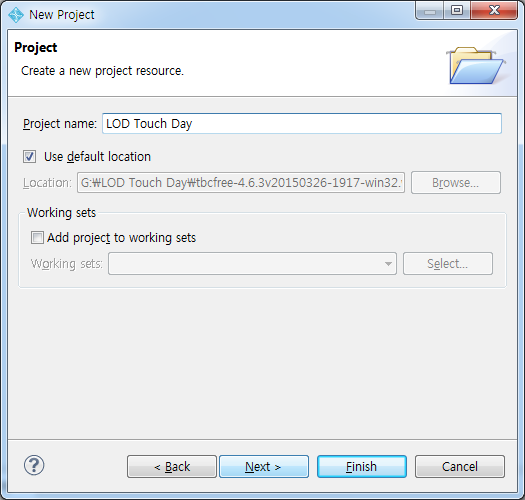 New Project
Project
Create a new project resource.
Project name: LOD Touch Day
Use default location
Location: G:₩LOD Touch Day₩tbcfree-4.6.3v20150326-1917-win32.
Browse...
Working sets
Add project to working sets
Working sets:
Select...
?
< Back
Next >
Finish
Cancel